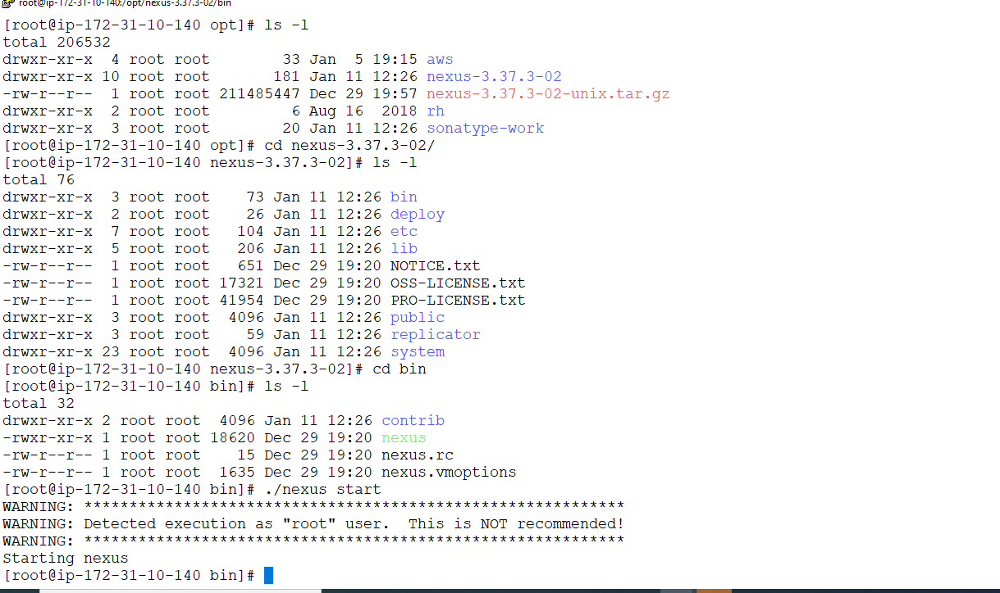 root@ip-172-31-10-140:/opt/nexus-3.37.3-02/bin
[root@ip-172-31-10-140 opt]# ls -l
total 206532
drwxr-xr-x  4 root root        33 Jan  5 19:15 aws
drwxr-xr-x 10 root root       181 Jan 11 12:26 nexus-3.37.3-02
-rw-r--r--  1 root root 211485447 Dec 29 19:57 nexus-3.37.3-02-unix.tar.gz
drwxr-xr-x  2 root root         6 Aug 16  2018 rh
drwxr-xr-x  3 root root        20 Jan 11 12:26 sonatype-work
[root@ip-172-31-10-140 opt]# cd nexus-3.37.3-02/
[root@ip-172-31-10-140 nexus-3.37.3-02]# ls -l
total 76
drwxr-xr-x  3 root root    73 Jan 11 12:26 bin
drwxr-xr-x  2 root root    26 Jan 11 12:26 deploy
drwxr-xr-x  7 root root   104 Jan 11 12:26 etc
drwxr-xr-x  5 root root   206 Jan 11 12:26 lib
-rw-r--r--  1 root root   651 Dec 29 19:20 NOTICE.txt
-rw-r--r--  1 root root 17321 Dec 29 19:20 OSS-LICENSE.txt
-rw-r--r--  1 root root 41954 Dec 29 19:20 PRO-LICENSE.txt
drwxr-xr-x  3 root root  4096 Jan 11 12:26 public
drwxr-xr-x  3 root root    59 Jan 11 12:26 replicator
drwxr-xr-x 23 root root  4096 Jan 11 12:26 system
[root@ip-172-31-10-140 nexus-3.37.3-02]# cd bin
[root@ip-172-31-10-140 bin]# ls -l
total 32
drwxr-xr-x 2 root root  4096 Jan 11 12:26 contrib
-rwxr-xr-x 1 root root 18620 Dec 29 19:20 nexus
-rw-r--r-- 1 root root    15 Dec 29 19:20 nexus.rc
-rw-r--r-- 1 root root  1635 Dec 29 19:20 nexus.vmoptions
[root@ip-172-31-10-140 bin]# ./nexus start
WARNING: ************************************************************
WARNING: Detected execution as "root" user.  This is NOT recommended!
WARNING: ************************************************************
Starting nexus
[root@ip-172-31-10-140 bin]#